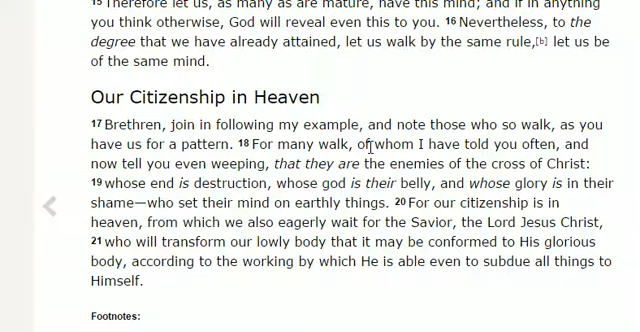 15 Therefore let us, as many as are mature, have this mind; and if in anything
you think otherwise, God will reveal even this to you. 16 Nevertheless, to the
degree that we have already attained, let us walk by the same rule,[b] let us be
of the same mind.
Our Citizenship in Heaven
17 Brethren, join in following my example, and note those who so walk, as you
have us for a pattern. 18 For many walk, of whom I have told you often, and
now tell you even weeping, that they are the enemies of the cross of Christ:
19 whose end is destruction, whose god is their belly, and whose glory is in their
shame—who set their mind on earthly things. 20 For our citizenship is in
heaven, from which we also eagerly wait for the Savior, the Lord Jesus Christ,
21 who will transform our lowly body that it may be conformed to His glorious
body, according to the working by which He is able even to subdue all things to
Himself.
Footnotes: